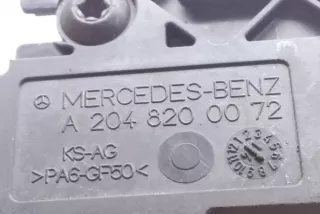 MERCEDES-BENZ
A 204 820 00 72
KS-AG
>PA6-GF50<